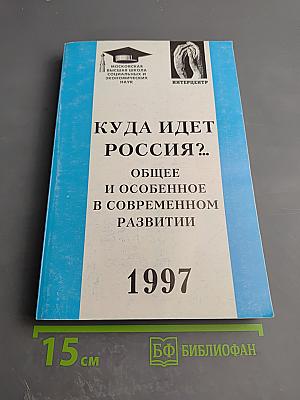 МОСКОВСКАЯ
ВЫСШАЯ ШКОЛА
СОЦИАЛЬНЫХ И
ЭКОНОМИЧЕСКИХ
НАУК
ИНТЕРЦЕНТР
КУДА ИДЕТ
РОССИЯ?..
ОБЩЕЕ
И ОСОБЕННОЕ
В СОВРЕМЕННОМ
РАЗВИТИИ
1997
15 см
БФ БИБЛИОФАН